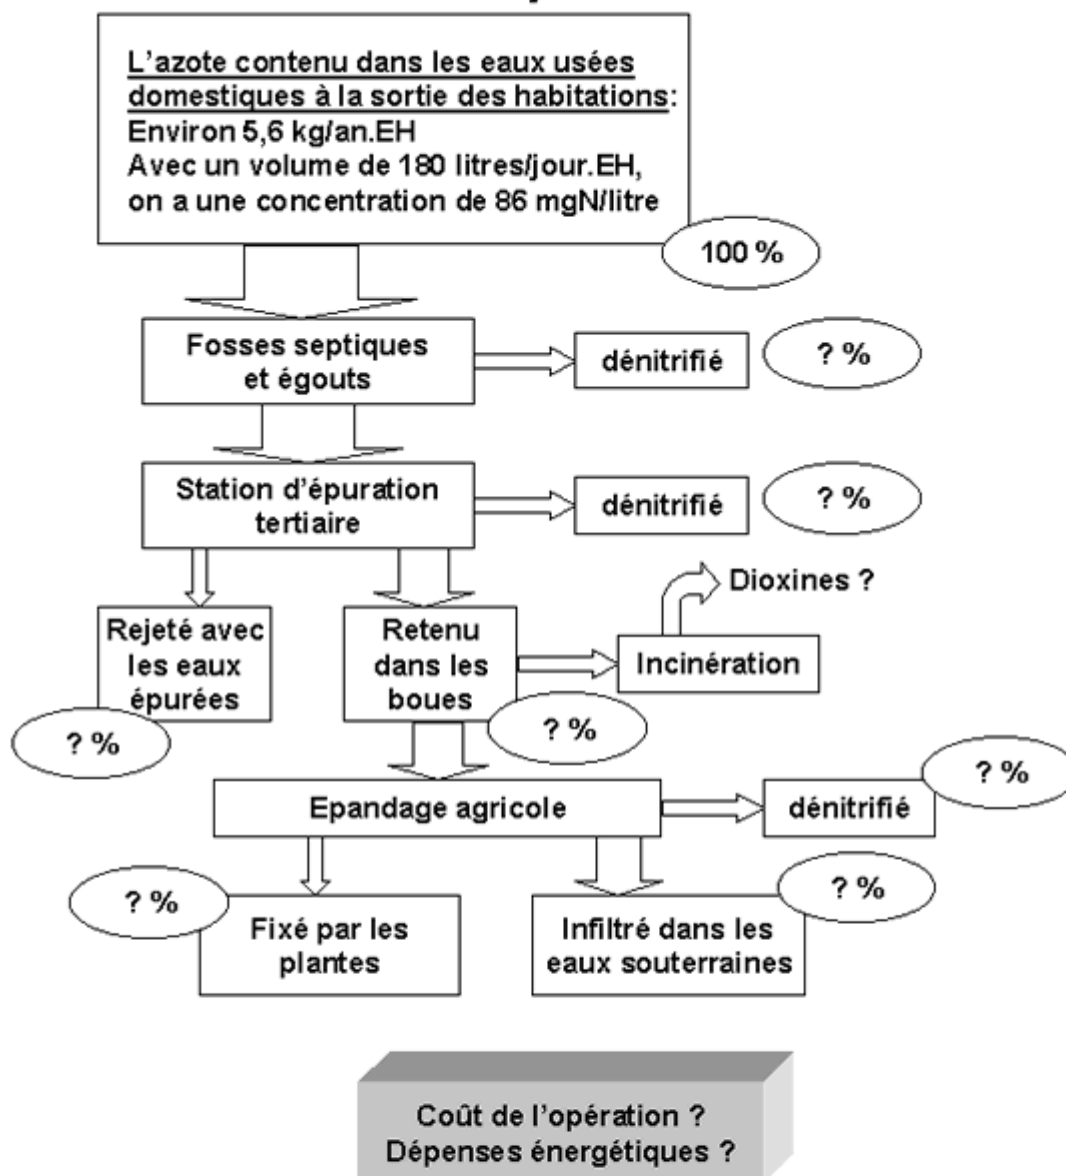 L'azote contenu dans les eaux usées
domestiques à la sortie des habitations:
Environ 5,6 kg/an.EH
Avec un volume de 180 litres/jour.EH,
on a une concentration de 86 mgN/litre
100 %
Fosses septiques
et égouts
dénitrifié
? %
Station d'épuration
tertiaire
dénitrifié
? %
Dioxines ?
Rejeté avec
les eaux
épurées
? %
Retenu
dans les
boues
? %
Incinération
Epandage agricole
dénitrifié
? %
Fixé par les
plantes
? %
Infiltré dans les
eaux souterraines
? %
Coût de l'opération ?
Dépenses énergétiques ?